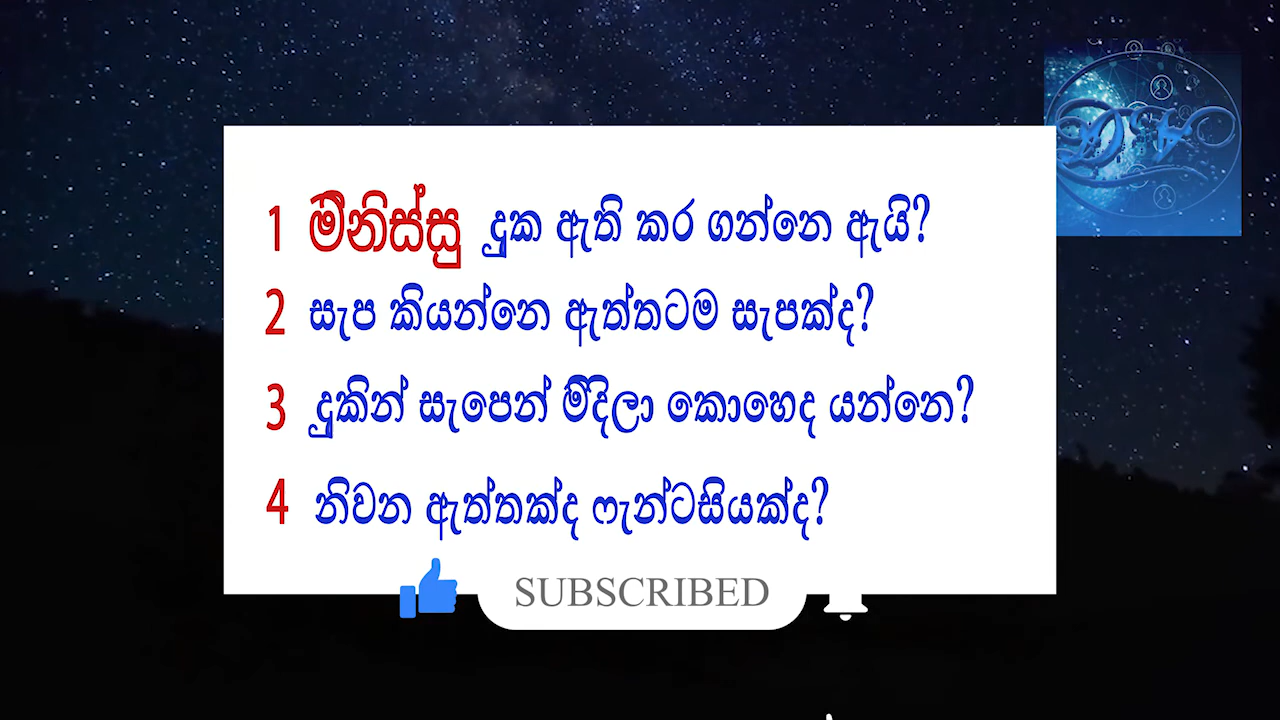 1 මිනිස්සු දුක ඇති කර ගන්නෙ ඇයි?
2 සැප කියන්නෙ ඇත්තටම සැපක්ද?
3 දුකින් සැපෙන් මිදිලා කොහෙද යන්නෙ?
4 නිවන ඇත්තක්ද ෆැන්ටසියක්ද?
SUBSCRIBED